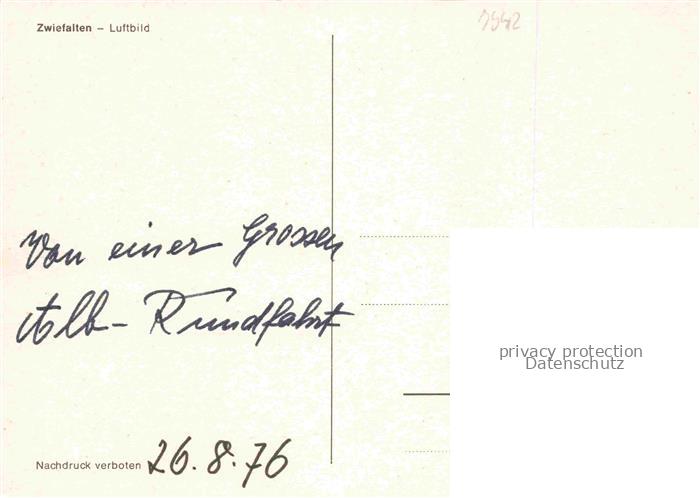 Zwiefalten – Luftbild
7942
Von einer Grossen
Alb- Rundfahrt
Nachdruck verboten 26.8.76
privacy protection
Datenschutz